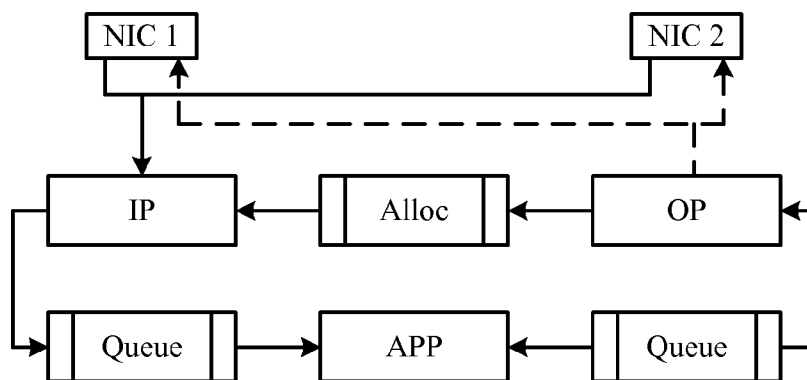 NIC 1
NIC 2
IP
Alloc
OP
Queue
APP
Queue